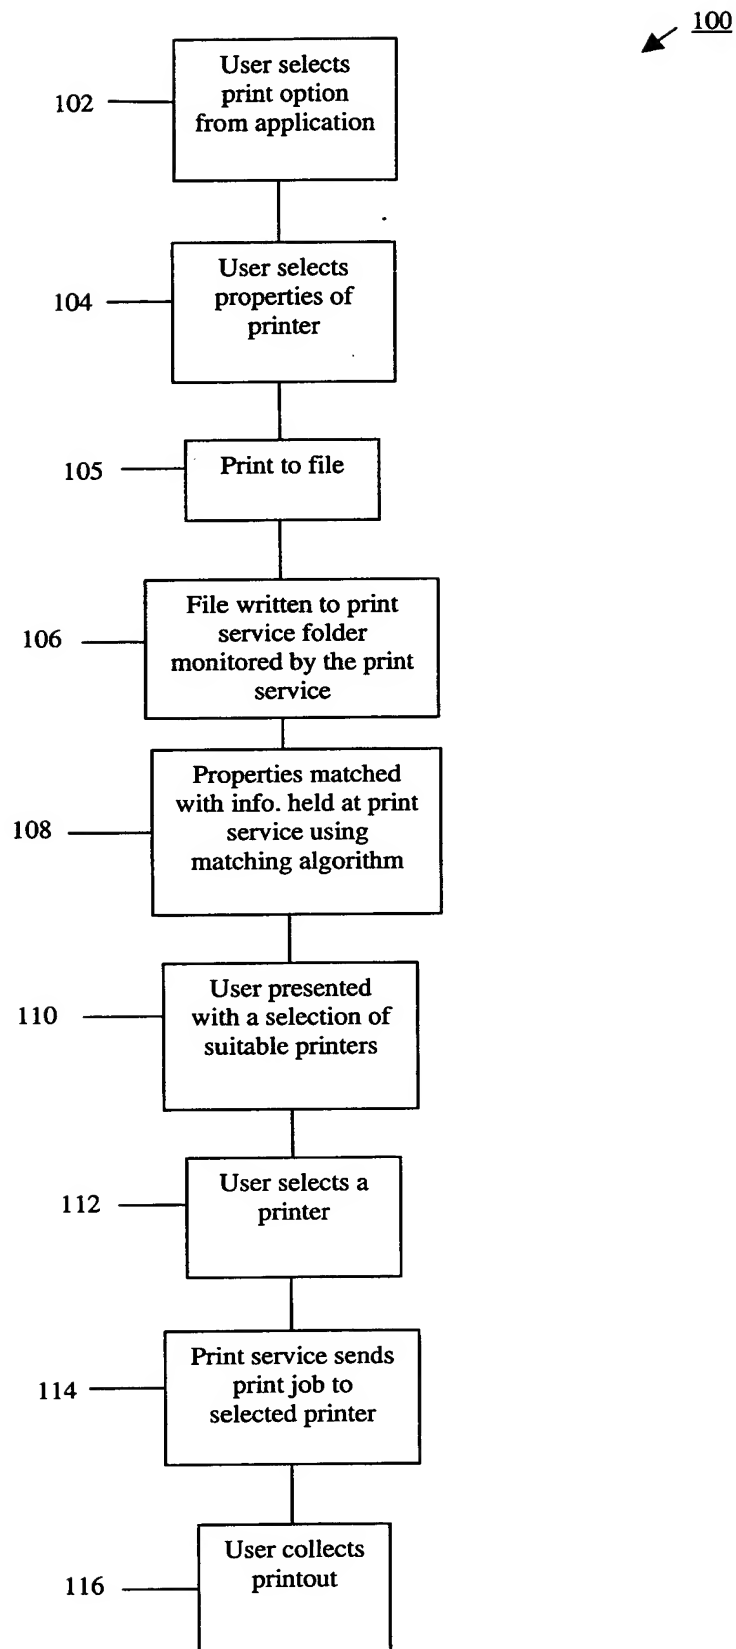 100
102
User selects
print option
from application
104
User selects
properties of
printer
105
Print to file
106
File written to print
service folder
monitored by the print
service
108
Properties matched
with info. held at print
service using
matching algorithm
110
User presented
with a selection of
suitable printers
112
User selects a
printer
114
Print service sends
print job to
selected printer
116
User collects
printout